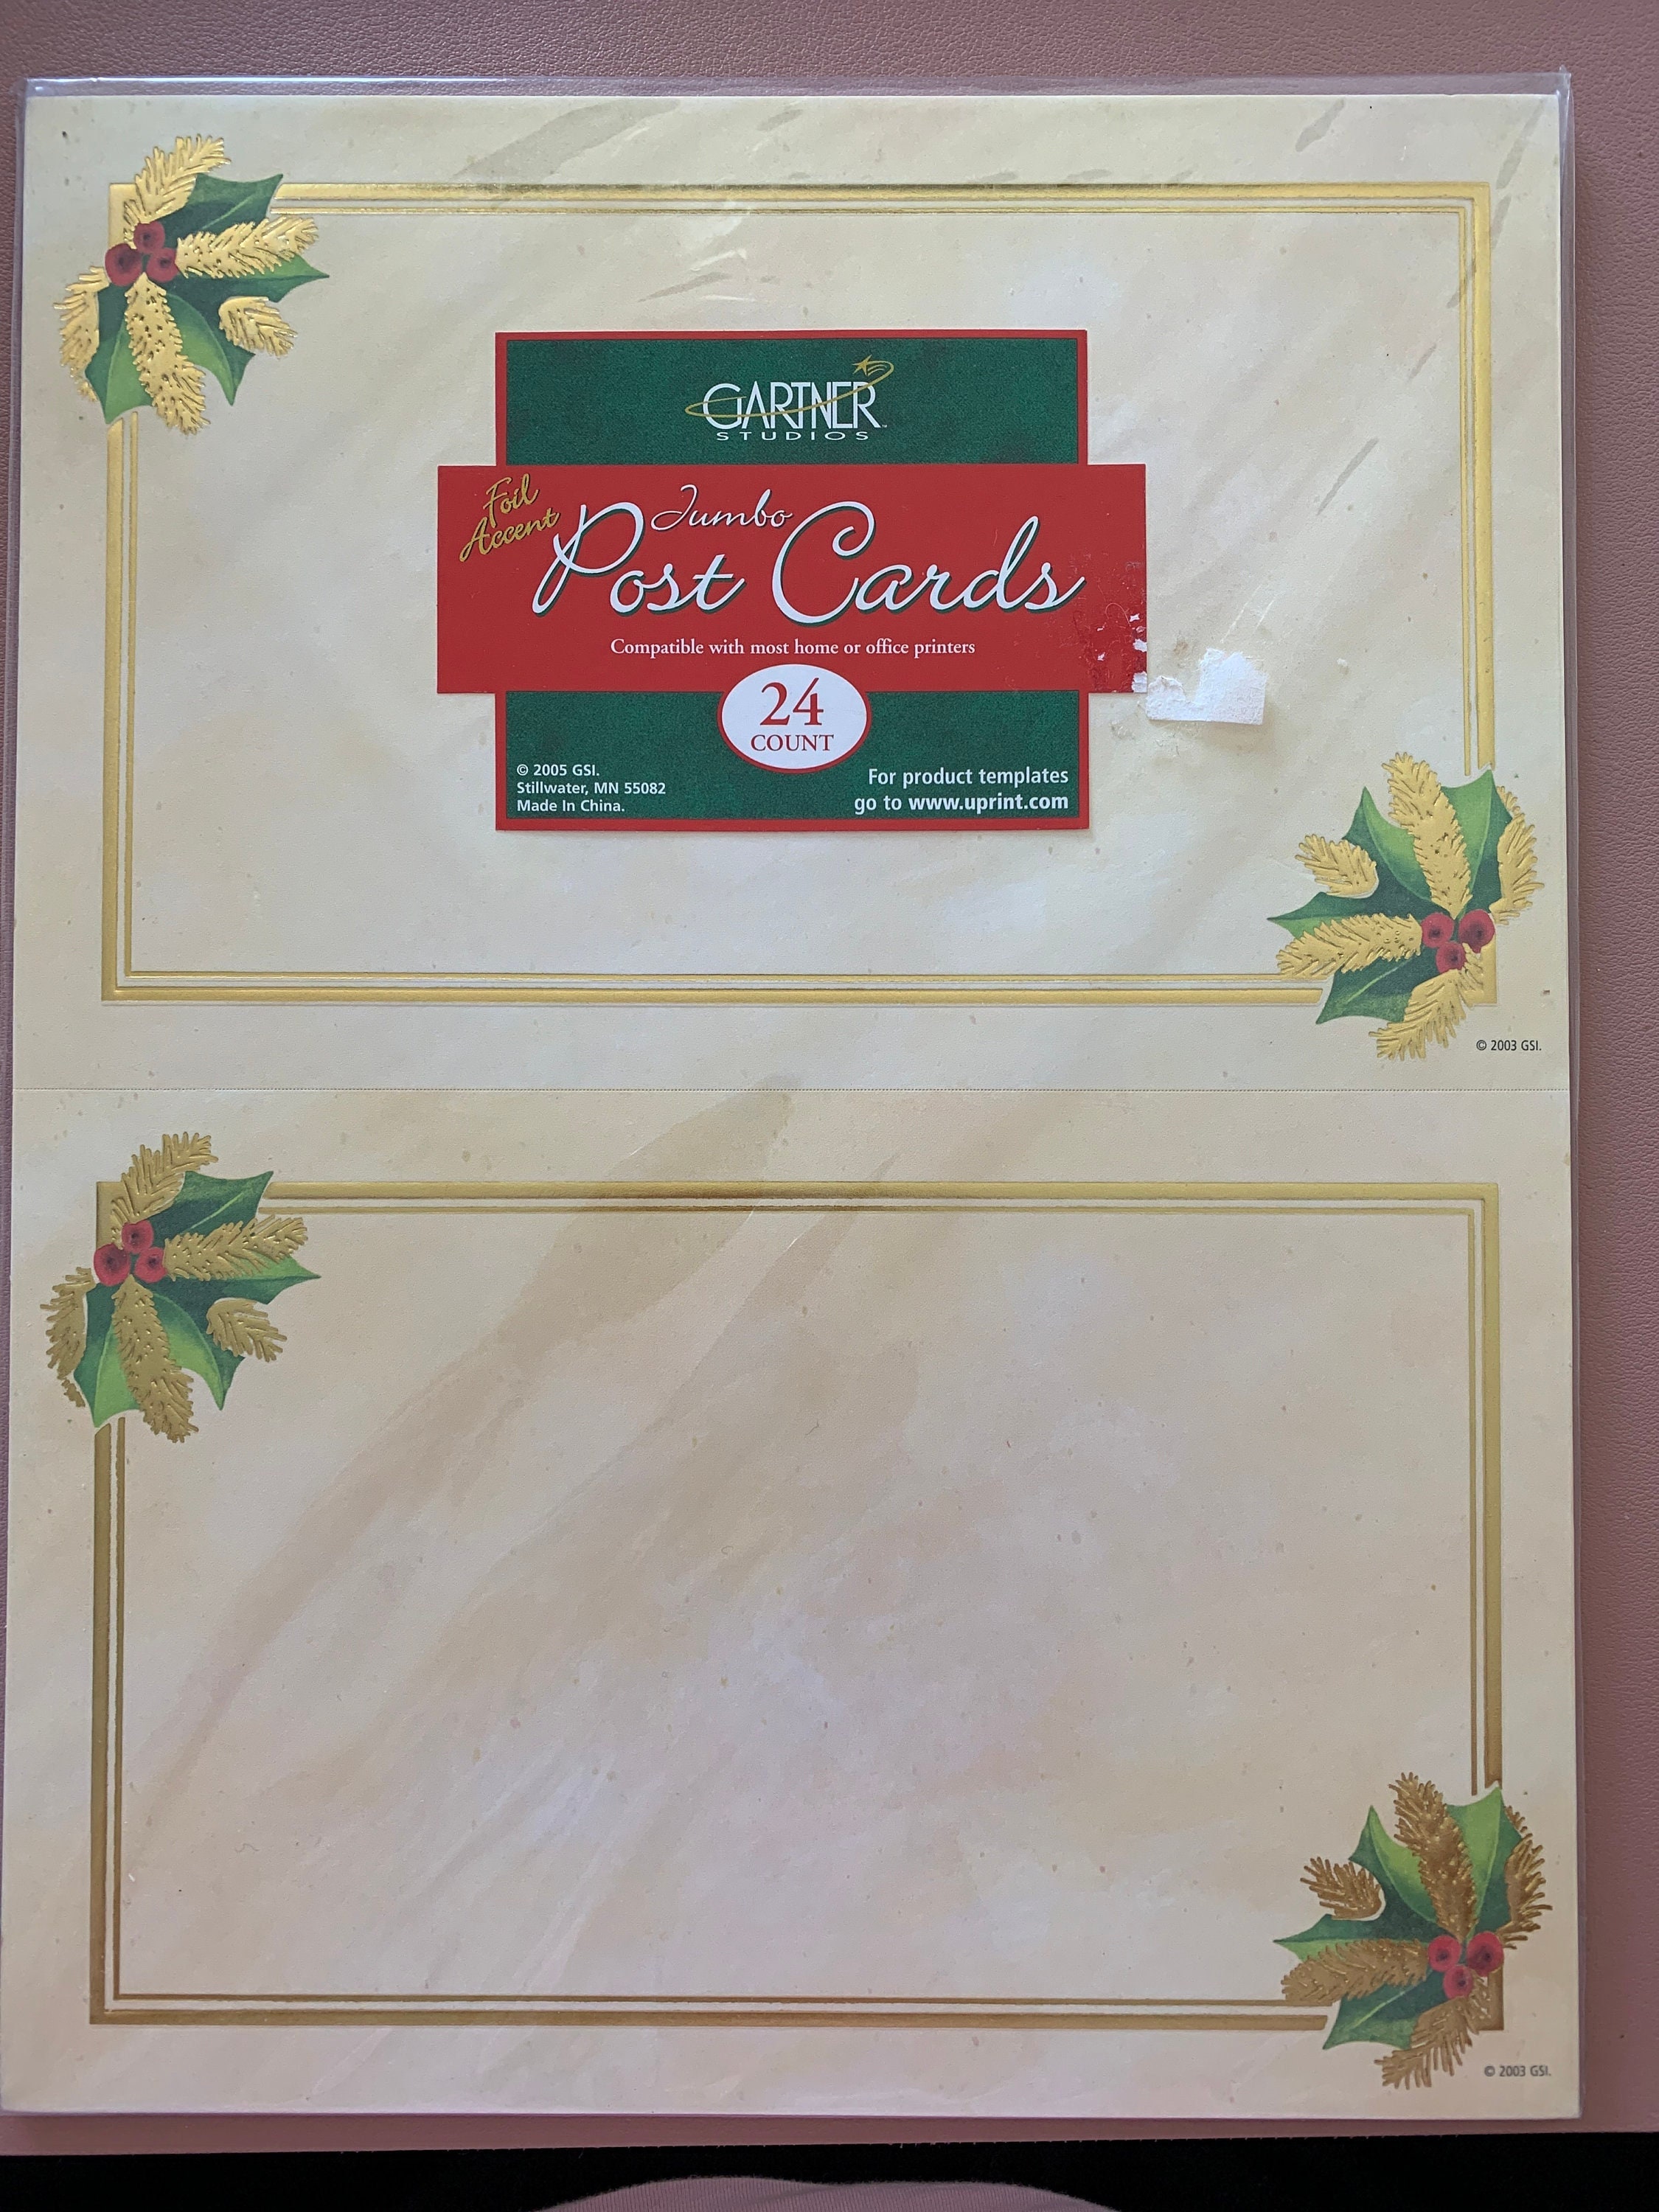 GARTNER™
STUDIOS
Foil
Accent
Jumbo
Post Cards
Compatible with most home or office printers
24
COUNT
© 2005 GSI.
Stillwater, MN 55082
Made In China.
For product templates
go to www.uprint.com
© 2003 GSI.
© 2003 GSI.